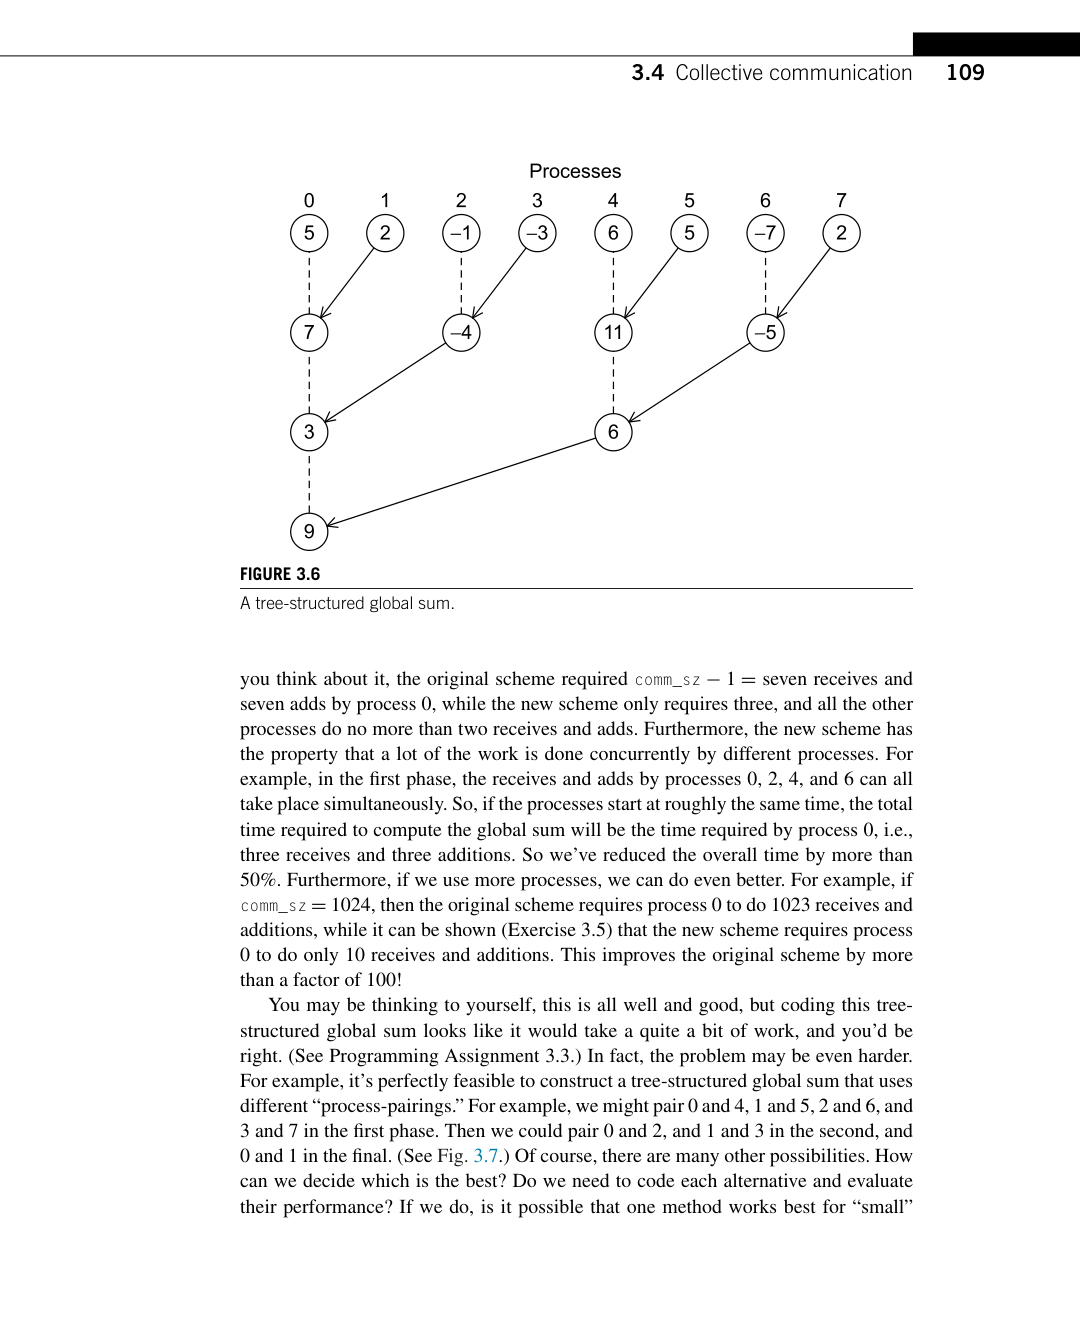 3.4 Collective communication 109
Processes
0 1 2 3 4 5 6 7
5 2 –1 –3 6 5 –7 2
7 –4 11 –5
3 6
9
FIGURE 3.6
A tree-structured global sum.
you think about it, the original scheme required comm_sz − 1 = seven receives and
seven adds by process 0, while the new scheme only requires three, and all the other
processes do no more than two receives and adds. Furthermore, the new scheme has
the property that a lot of the work is done concurrently by different processes. For
example, in the first phase, the receives and adds by processes 0, 2, 4, and 6 can all
take place simultaneously. So, if the processes start at roughly the same time, the total
time required to compute the global sum will be the time required by process 0, i.e.,
three receives and three additions. So we’ve reduced the overall time by more than
50%. Furthermore, if we use more processes, we can do even better. For example, if
comm_sz = 1024, then the original scheme requires process 0 to do 1023 receives and
additions, while it can be shown (Exercise 3.5) that the new scheme requires process
0 to do only 10 receives and additions. This improves the original scheme by more
than a factor of 100!
You may be thinking to yourself, this is all well and good, but coding this tree-
structured global sum looks like it would take a quite a bit of work, and you’d be
right. (See Programming Assignment 3.3.) In fact, the problem may be even harder.
For example, it’s perfectly feasible to construct a tree-structured global sum that uses
different “process-pairings.” For example, we might pair 0 and 4, 1 and 5, 2 and 6, and
3 and 7 in the first phase. Then we could pair 0 and 2, and 1 and 3 in the second, and
0 and 1 in the final. (See Fig. 3.7.) Of course, there are many other possibilities. How
can we decide which is the best? Do we need to code each alternative and evaluate
their performance? If we do, is it possible that one method works best for “small”